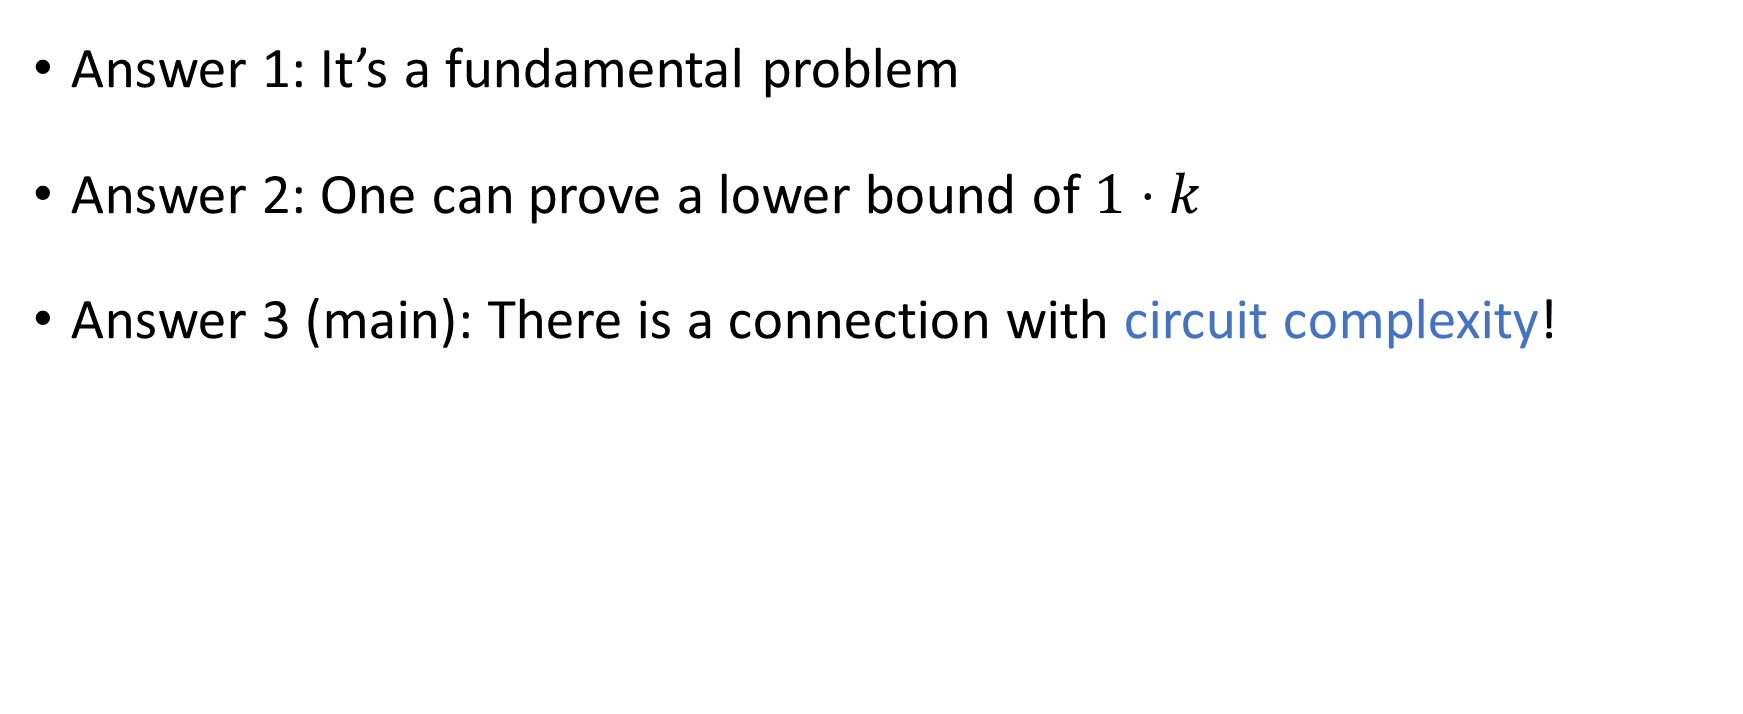 • Answer 1: It’s a fundamental problem
• Answer 2: One can prove a lower bound of 1 · k
• Answer 3 (main): There is a connection with circuit complexity!